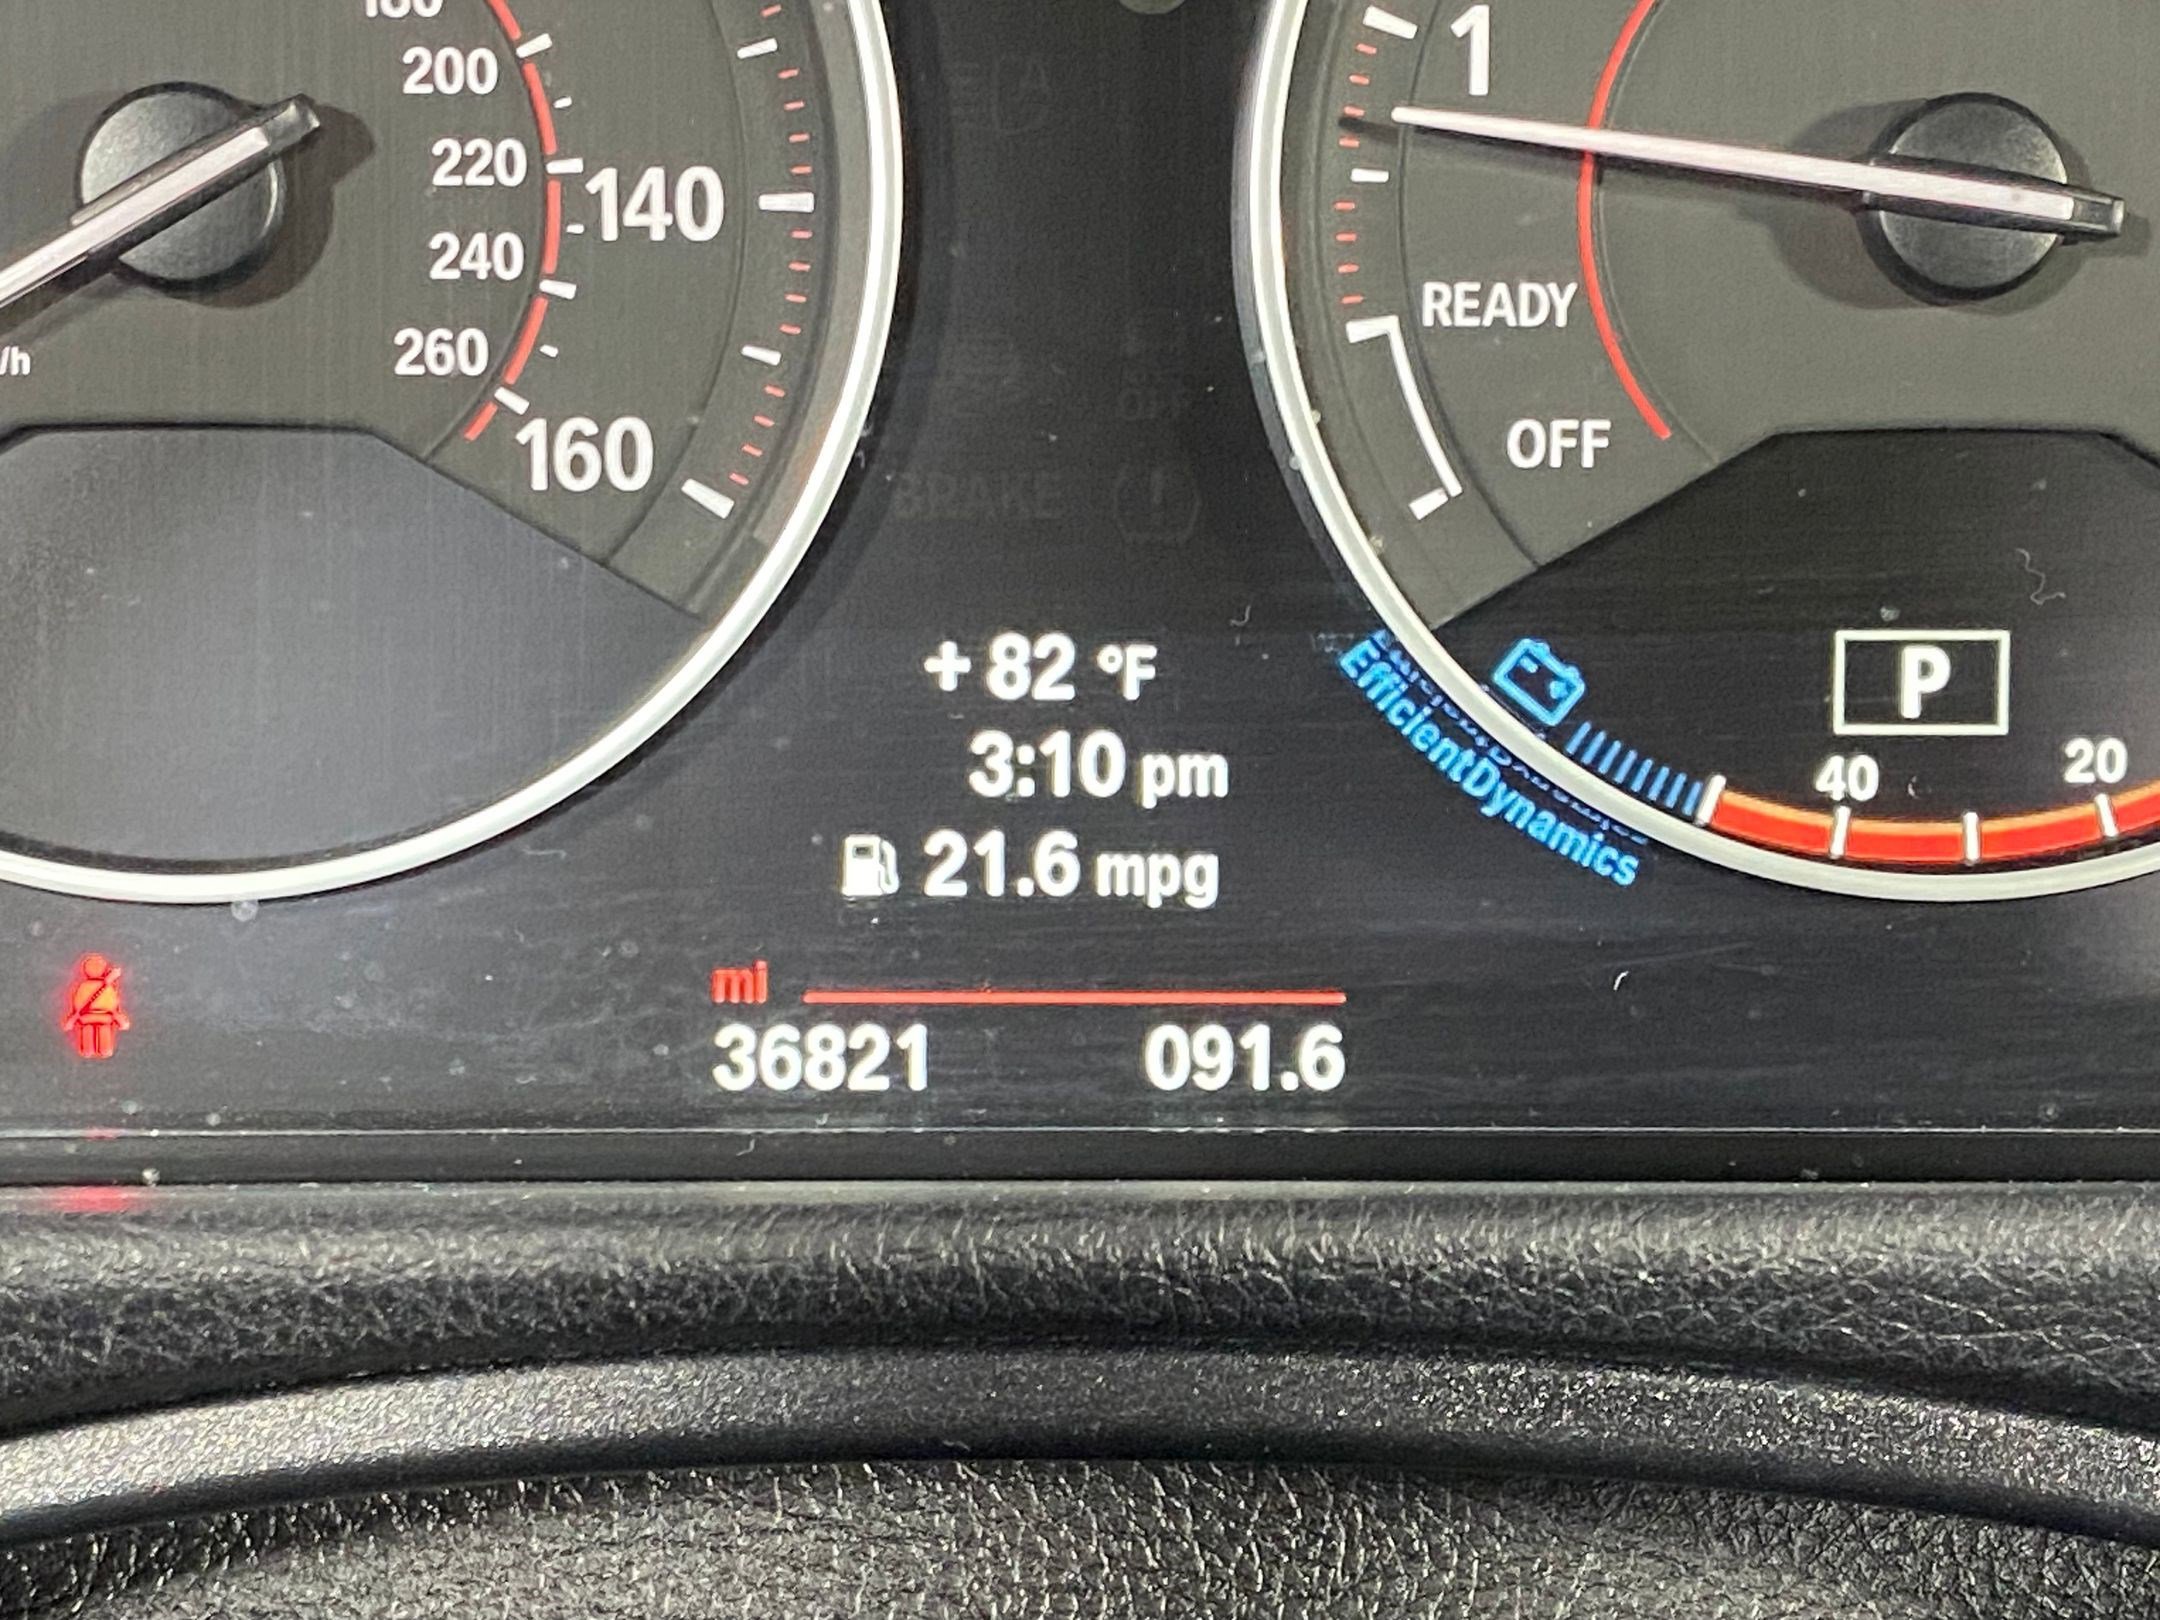 200
220
240
260
/h
140
160
1
READY
OFF
BRAKE
+ 82 °F
3:10 pm
21.6 mpg
EfficientDynamics
P
40
20
mi
36821 091.6